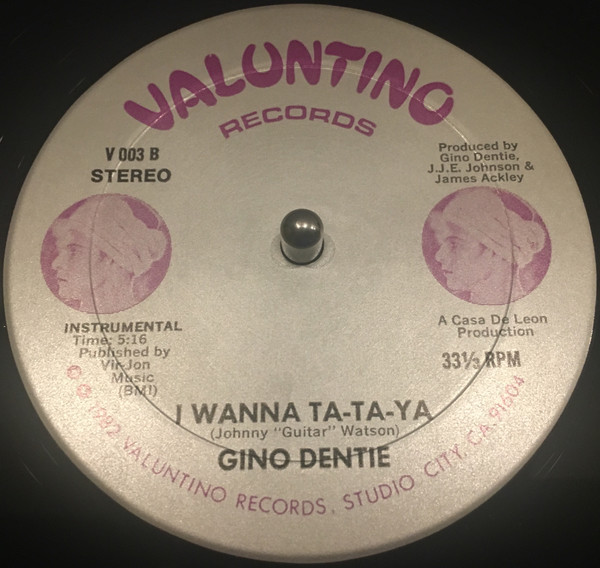 VALUNTINO
RECORDS
V 003 B
STEREO
Produced by
Gino Dentie,
J.J.E. Johnson &
James Ackley
INSTRUMENTAL
Time: 5:16
Published by
Vir-Jon
Music
(BMI)
A Casa De Leon
Production
33⅓ RPM
I WANNA TA-TA-YA
(Johnny "Guitar" Watson)
GINO DENTIE
© ℗ 1982 VALUNTINO RECORDS, STUDIO CITY, CA. 91604